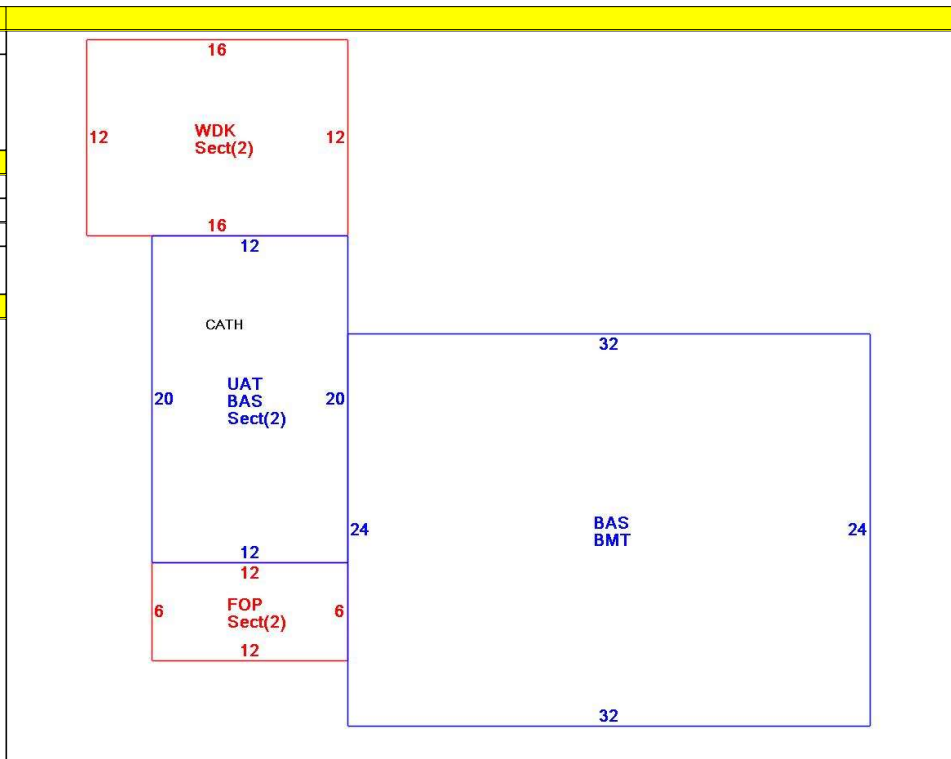 16
12
WDK
12
Sect(2)
16
12
CATH
32
UAT
20
BAS
20
Sect(2)
24
BAS
24
BMT
12
12
6
FOP
6
Sect(2)
12
32